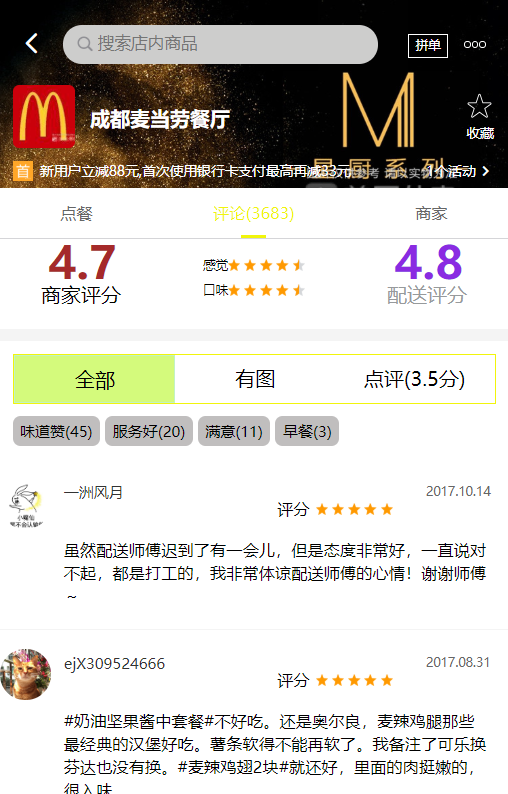 搜索店内商品
拼单
成都麦当劳餐厅
收藏
星厨系列
首 新用户立减88元,首次使用银行卡支付最高再减33元
1个活动
点餐 评论(3683) 商家
4.7 感觉 4.8
商家评分 口味 配送评分
全部 有图 点评(3.5分)
味道赞(45) 服务好(20) 满意(11) 早餐(3)
一洲风月 2017.10.14
评分
虽然配送师傅迟到了有一会儿，但是态度非常好，一直说对
不起，都是打工的，我非常体谅配送师傅的心情！谢谢师傅
~
ejX309524666 2017.08.31
评分
#奶油坚果酱中套餐#不好吃。还是奥尔良，麦辣鸡腿那些
最经典的汉堡好吃。薯条软得不能再软了。我备注了可乐换
芬达也没有换。#麦辣鸡翅2块#就还好，里面的肉挺嫩的，
很入味